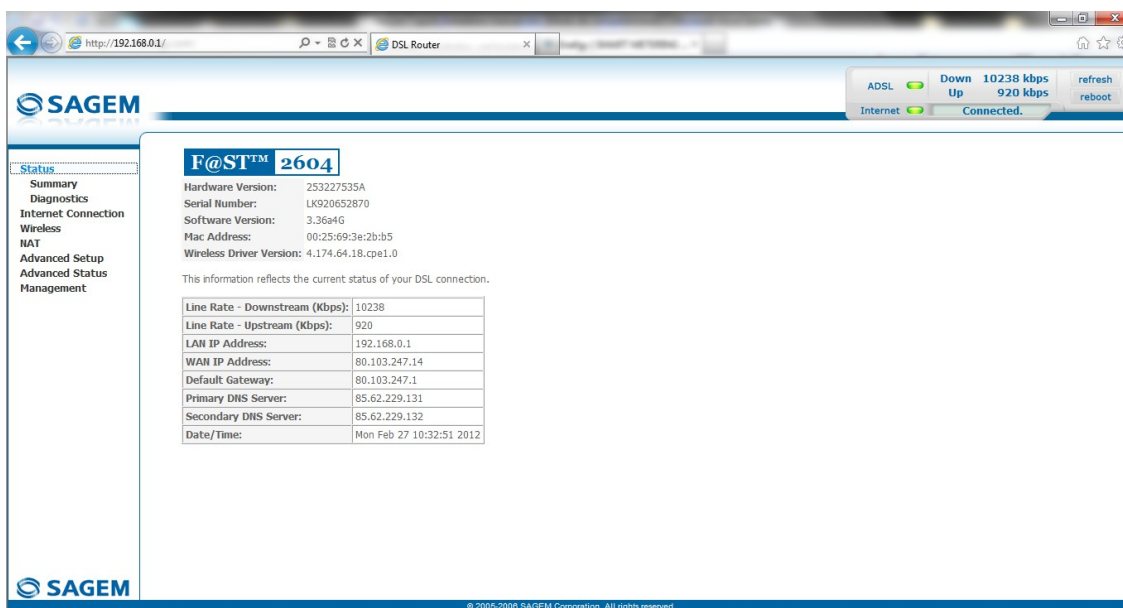 http://192.168.0.1/
DSL Router
SAGEM
ADSL Down 10238 kbps
Up 920 kbps
Internet Connected.
refresh
reboot
Status
Summary
Diagnostics
Internet Connection
Wireless
NAT
Advanced Setup
Advanced Status
Management
F@ST™ 2604
Hardware Version: 253227535A
Serial Number: LK920652870
Software Version: 3.36a4G
Mac Address: 00:25:69:3e:2b:b5
Wireless Driver Version: 4.174.64.18.cpe1.0
This information reflects the current status of your DSL connection.
Line Rate - Downstream (Kbps): 10238
Line Rate - Upstream (Kbps): 920
LAN IP Address: 192.168.0.1
WAN IP Address: 80.103.247.14
Default Gateway: 80.103.247.1
Primary DNS Server: 85.62.229.131
Secondary DNS Server: 85.62.229.132
Date/Time: Mon Feb 27 10:32:51 2012
SAGEM
© 2005-2006 SAGEM Corporation. All rights reserved.